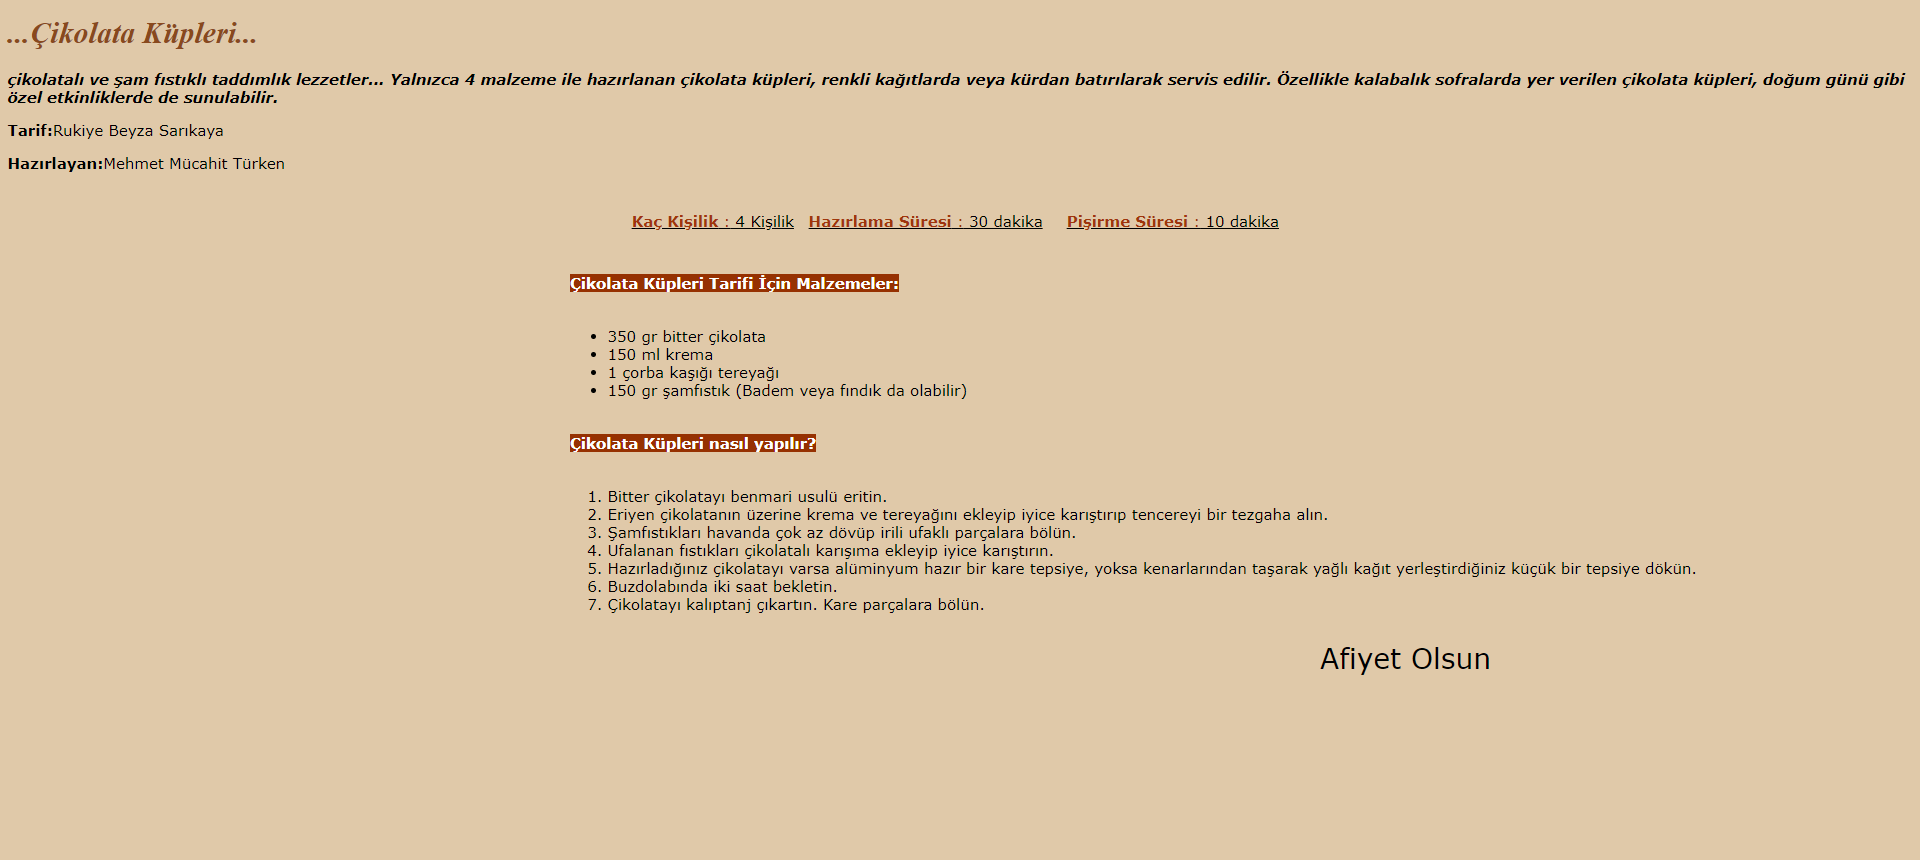 ...Çikolata Küpleri...
çikolatalı ve şam fıstıklı taddımlık lezzetler... Yalnızca 4 malzeme ile hazırlanan çikolata küpleri, renkli kağıtlarda veya kürdan batırılarak servis edilir. Özellikle kalabalık sofralarda yer verilen çikolata küpleri, doğum günü gibi
özel etkinliklerde de sunulabilir.
Tarif:Rukiye Beyza Sarıkaya
Hazırlayan:Mehmet Mücahit Türken
Kaç Kişilik : 4 Kişilik Hazırlama Süresi : 30 dakika Pişirme Süresi : 10 dakika
Çikolata Küpleri Tarifi İçin Malzemeler:
• 350 gr bitter çikolata
• 150 ml krema
• 1 çorba kaşığı tereyağı
• 150 gr şamfıstık (Badem veya fındık da olabilir)
Çikolata Küpleri nasıl yapılır?
1. Bitter çikolatayı benmari usulü eritin.
2. Eriyen çikolatanın üzerine krema ve tereyağını ekleyip iyice karıştırıp tencereyi bir tezgaha alın.
3. Şamfıstıkları havanda çok az dövüp irili ufaklı parçalara bölün.
4. Ufalanan fıstıkları çikolatalı karışıma ekleyip iyice karıştırın.
5. Hazırladığınız çikolatayı varsa alüminyum hazır bir kare tepsiye, yoksa kenarlarından taşarak yağlı kağıt yerleştirdiğiniz küçük bir tepsiye dökün.
6. Buzdolabında iki saat bekletin.
7. Çikolatayı kalıptanj çıkartın. Kare parçalara bölün.
Afiyet Olsun